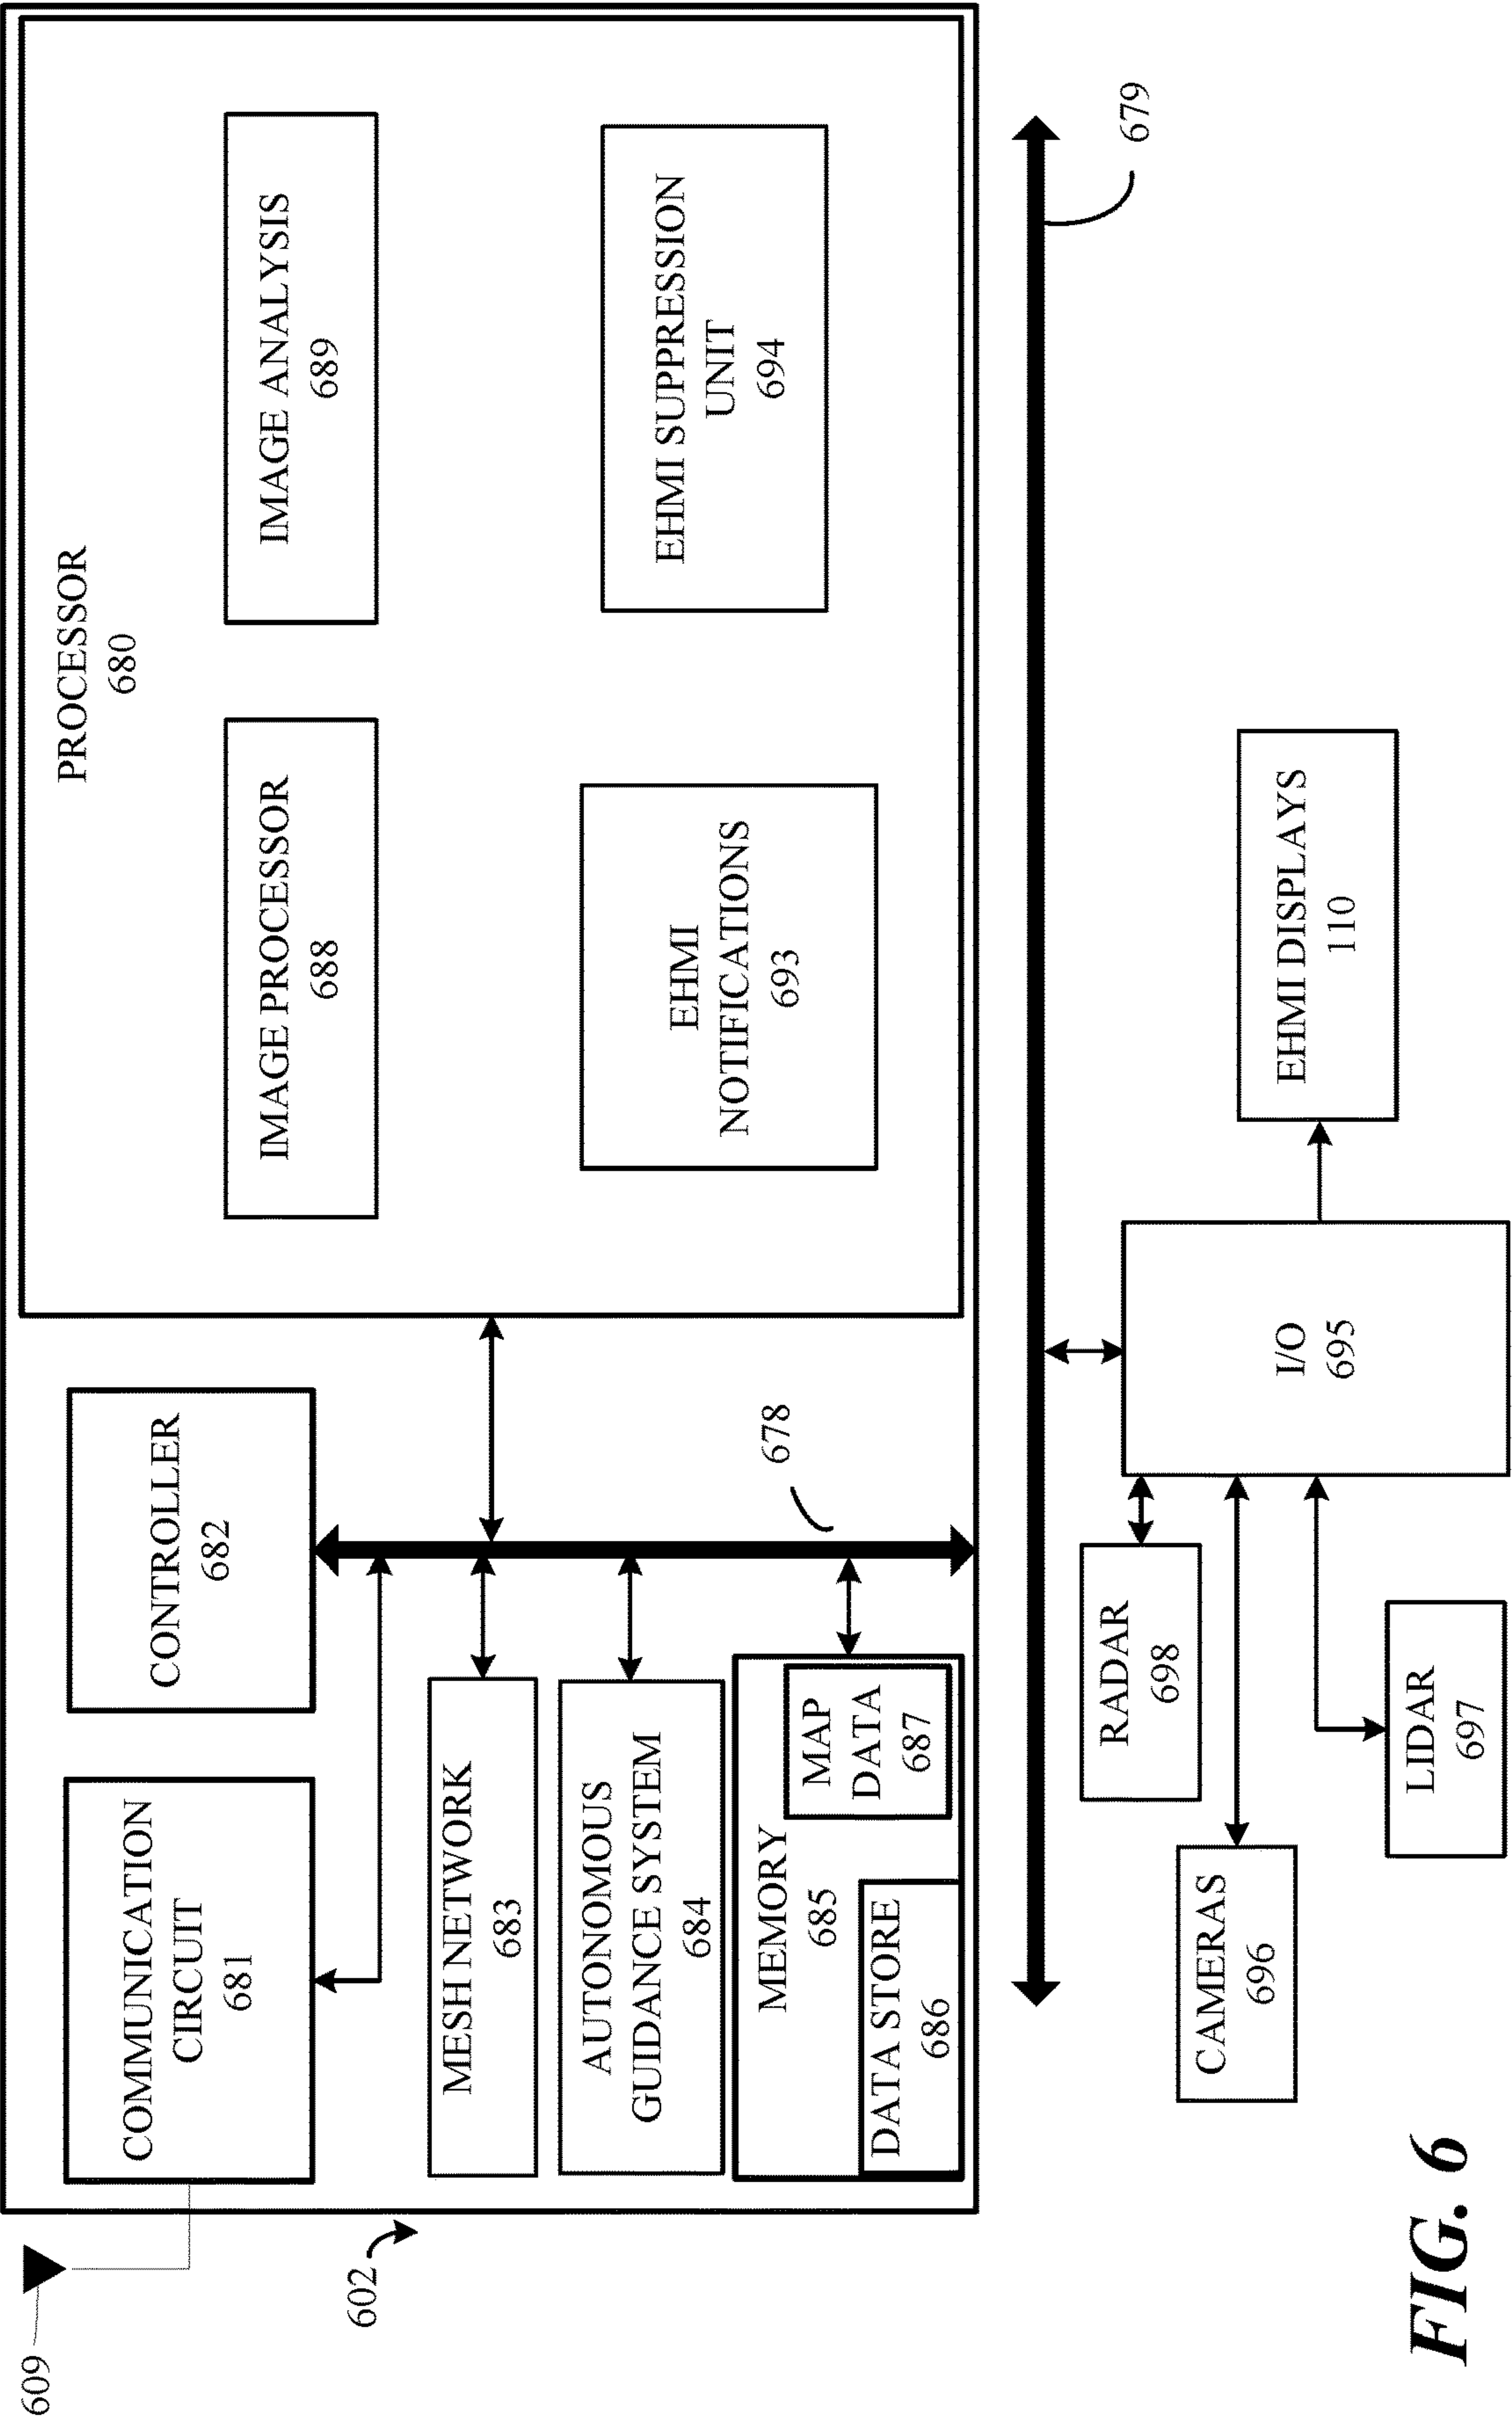 609
602
COMMUNICATION
CIRCUIT
681
CONTROLLER
682
PROCESSOR
680
IMAGE PROCESSOR
688
IMAGE ANALYSIS
689
EHMI
NOTIFICATIONS
693
EHMI SUPPRESSION
UNIT
694
MESH NETWORK
683
AUTONOMOUS
GUIDANCE SYSTEM
684
MEMORY
685
DATA STORE
686
MAP
DATA
687
678
679
RADAR
698
CAMERAS
696
LIDAR
697
I/O
695
EHMI DISPLAYS
110
FIG. 6